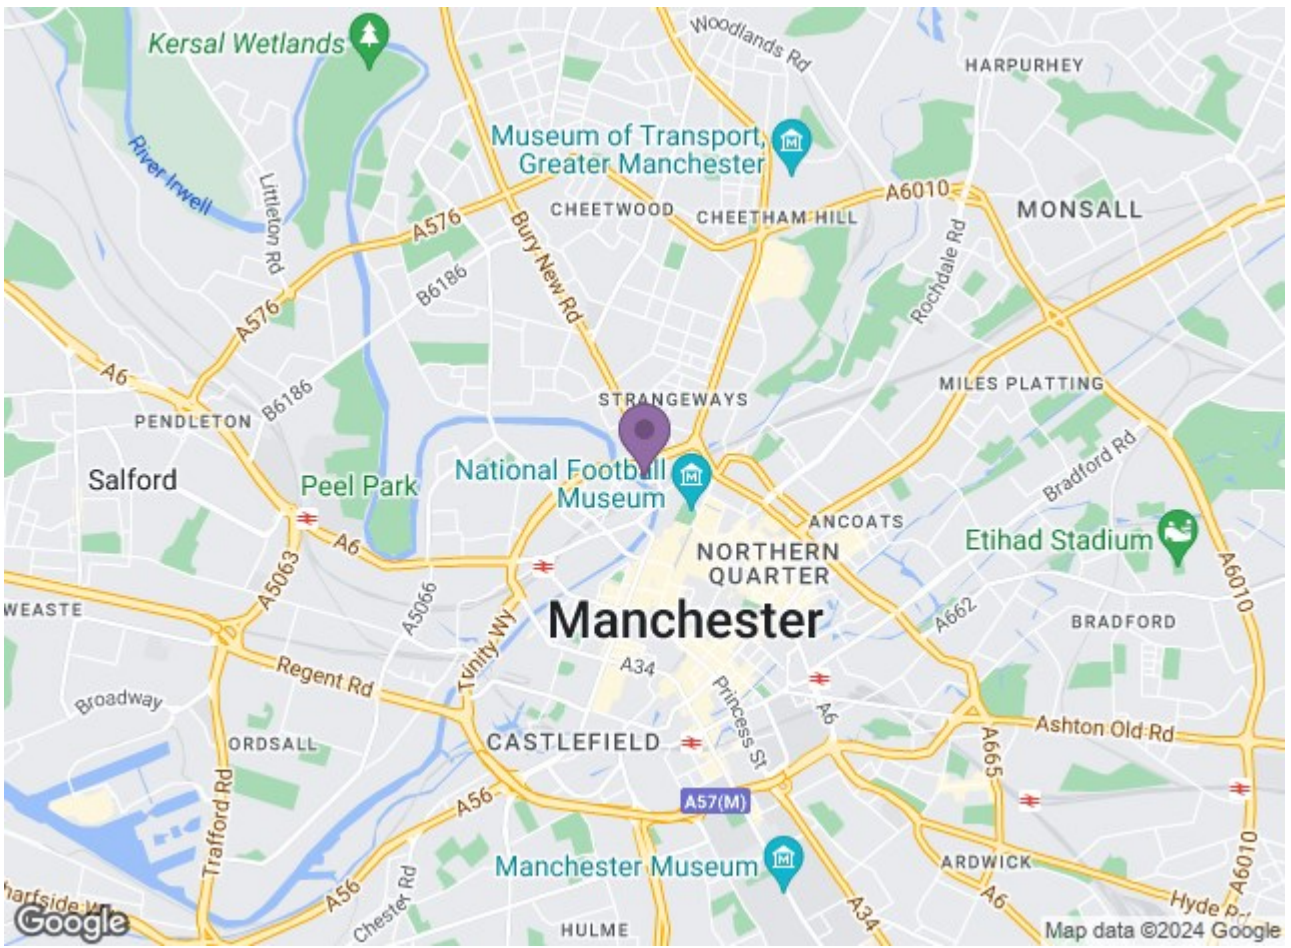 Woodlands Rd
Kersal Wetlands
HARPURHEY
Museum of Transport,
Greater Manchester
River Irwell
Littleton Rd
A6010
CHEETWOOD
CHEETHAM HILL
MONSALL
A576
Bury New Rd
Rochdale Rd
B6186
A576
A6
MILES PLATTING
B6186
STRANGEWAYS
PENDLETON
Bradford Rd
Salford
Peel Park
National Football
Museum
ANCOATS
A6
Etihad Stadium
NORTHERN
QUARTER
A5063
A6010
A5066
WEASTE
A662
Manchester
BRADFORD
Trinity Wy
A34
Regent Rd
Princess St
Broadway
A6
Ashton Old Rd
ORDSALL
CASTLEFIELD
A665
A56
A57(M)
Trafford Rd
Manchester Museum
ARDWICK
A6010
A56
Chester Rd
A6
Hyde Rd
harfside W
A34
Google
HULME
Map data ©2024 Google